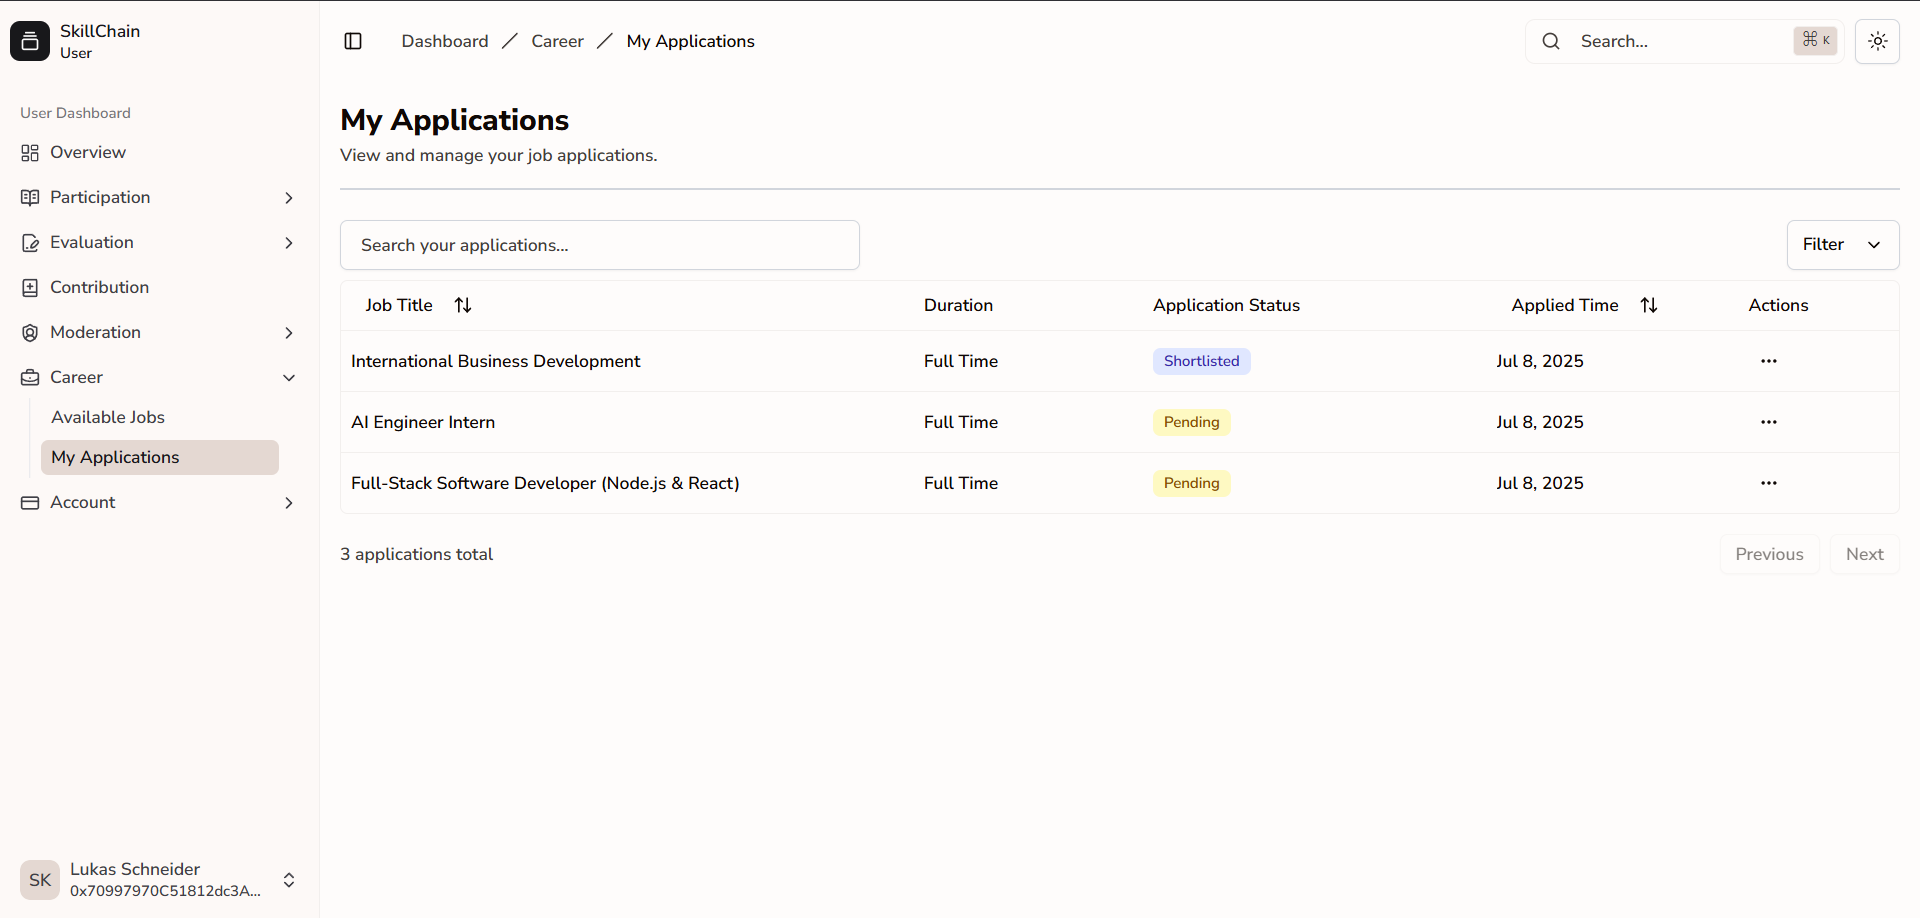 SkillChain
User
User Dashboard
Overview
Participation
Evaluation
Contribution
Moderation
Career
Available Jobs
My Applications
Account
SK
Lukas Schneider
0x70997970C51812dc3A...
Dashboard / Career / My Applications
Search... ⌘ K
My Applications
View and manage your job applications.
Search your applications...
Filter
Job Title Duration Application Status Applied Time Actions
International Business Development Full Time Shortlisted Jul 8, 2025 ...
AI Engineer Intern Full Time Pending Jul 8, 2025 ...
Full-Stack Software Developer (Node.js & React) Full Time Pending Jul 8, 2025 ...
3 applications total
Previous Next